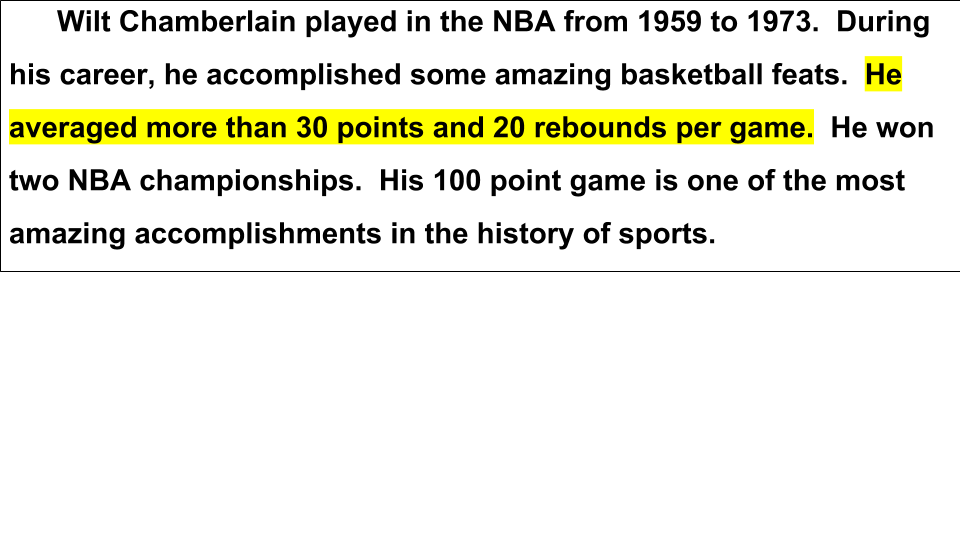 Wilt Chamberlain played in the NBA from 1959 to 1973.  During
his career, he accomplished some amazing basketball feats.  He
averaged more than 30 points and 20 rebounds per game.  He won
two NBA championships.  His 100 point game is one of the most
amazing accomplishments in the history of sports.